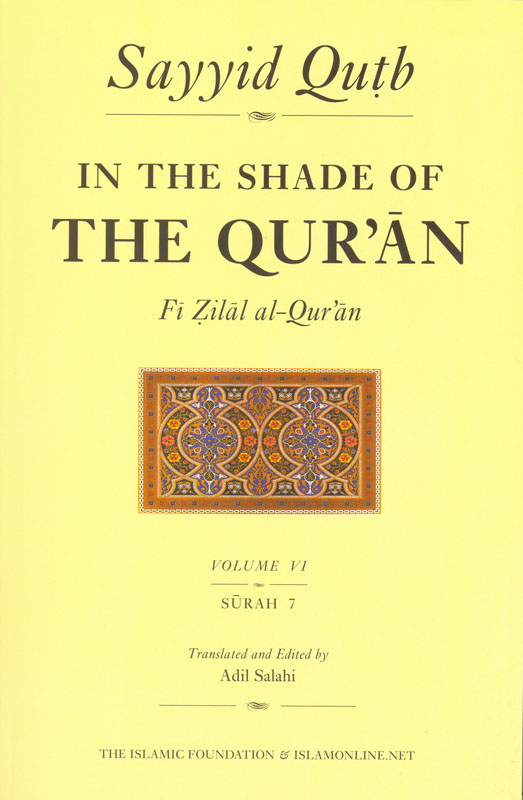 Sayyid Quṭb
IN THE SHADE OF
THE QUR'ĀN
Fī Ẓilāl al-Qur'ān
VOLUME VI
SŪRAH 7
Translated and Edited by
Adil Salahi
THE ISLAMIC FOUNDATION & ISLAMONLINE.NET